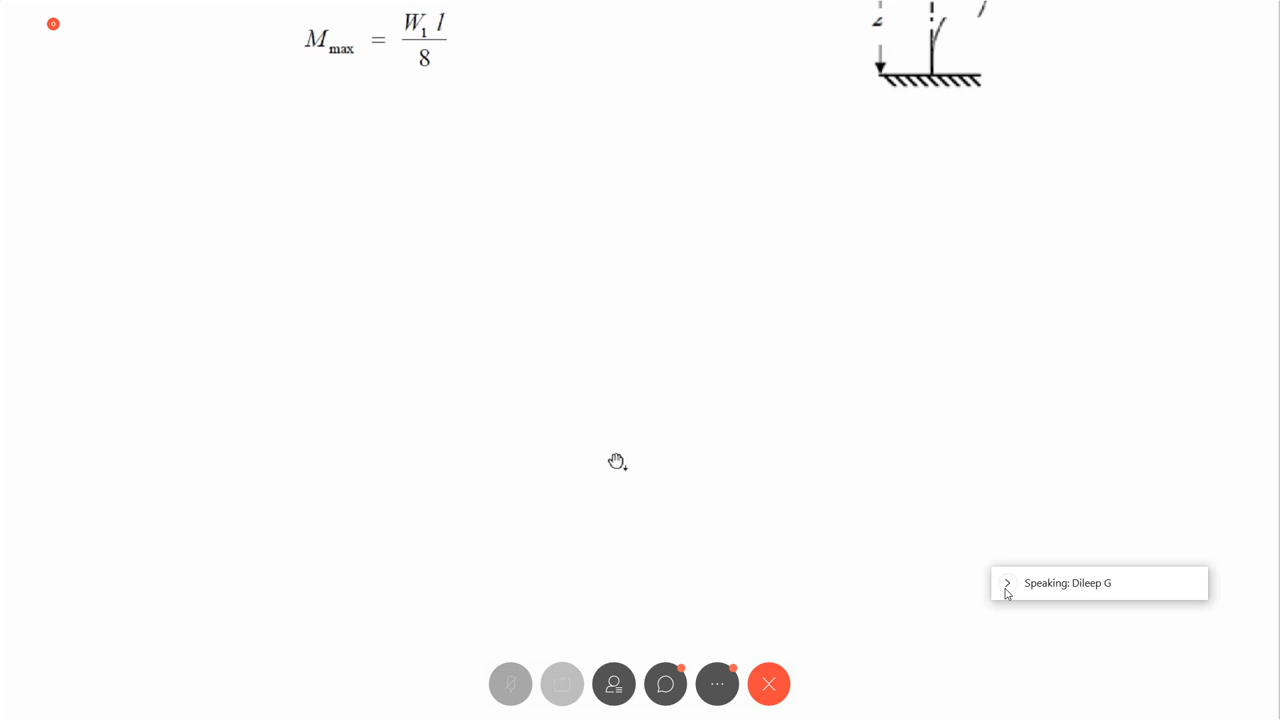 M_max = W_1 l / 8
Speaking: Dileep G